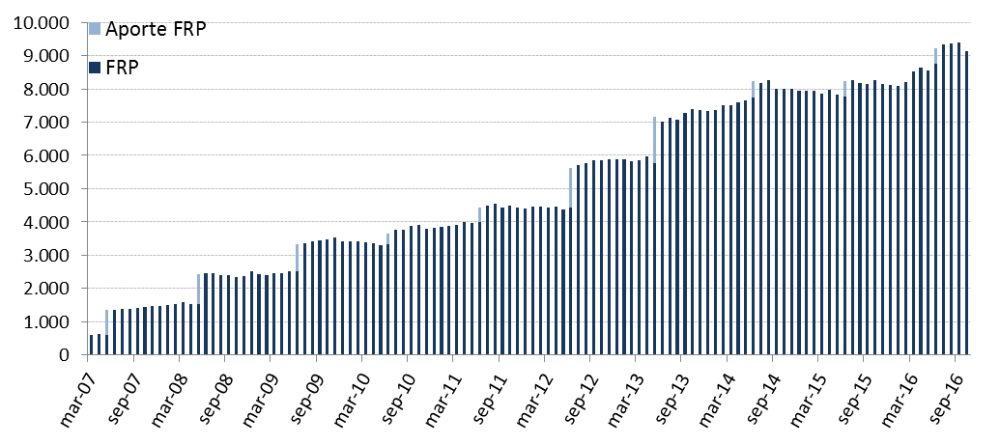 10.000
9.000
8.000
7.000
6.000
5.000
4.000
3.000
2.000
1.000
0
Aporte FRP
FRP
mar-07
sep-07
mar-08
sep-08
mar-09
sep-09
mar-10
sep-10
mar-11
sep-11
mar-12
sep-12
mar-13
sep-13
mar-14
sep-14
mar-15
sep-15
mar-16
sep-16